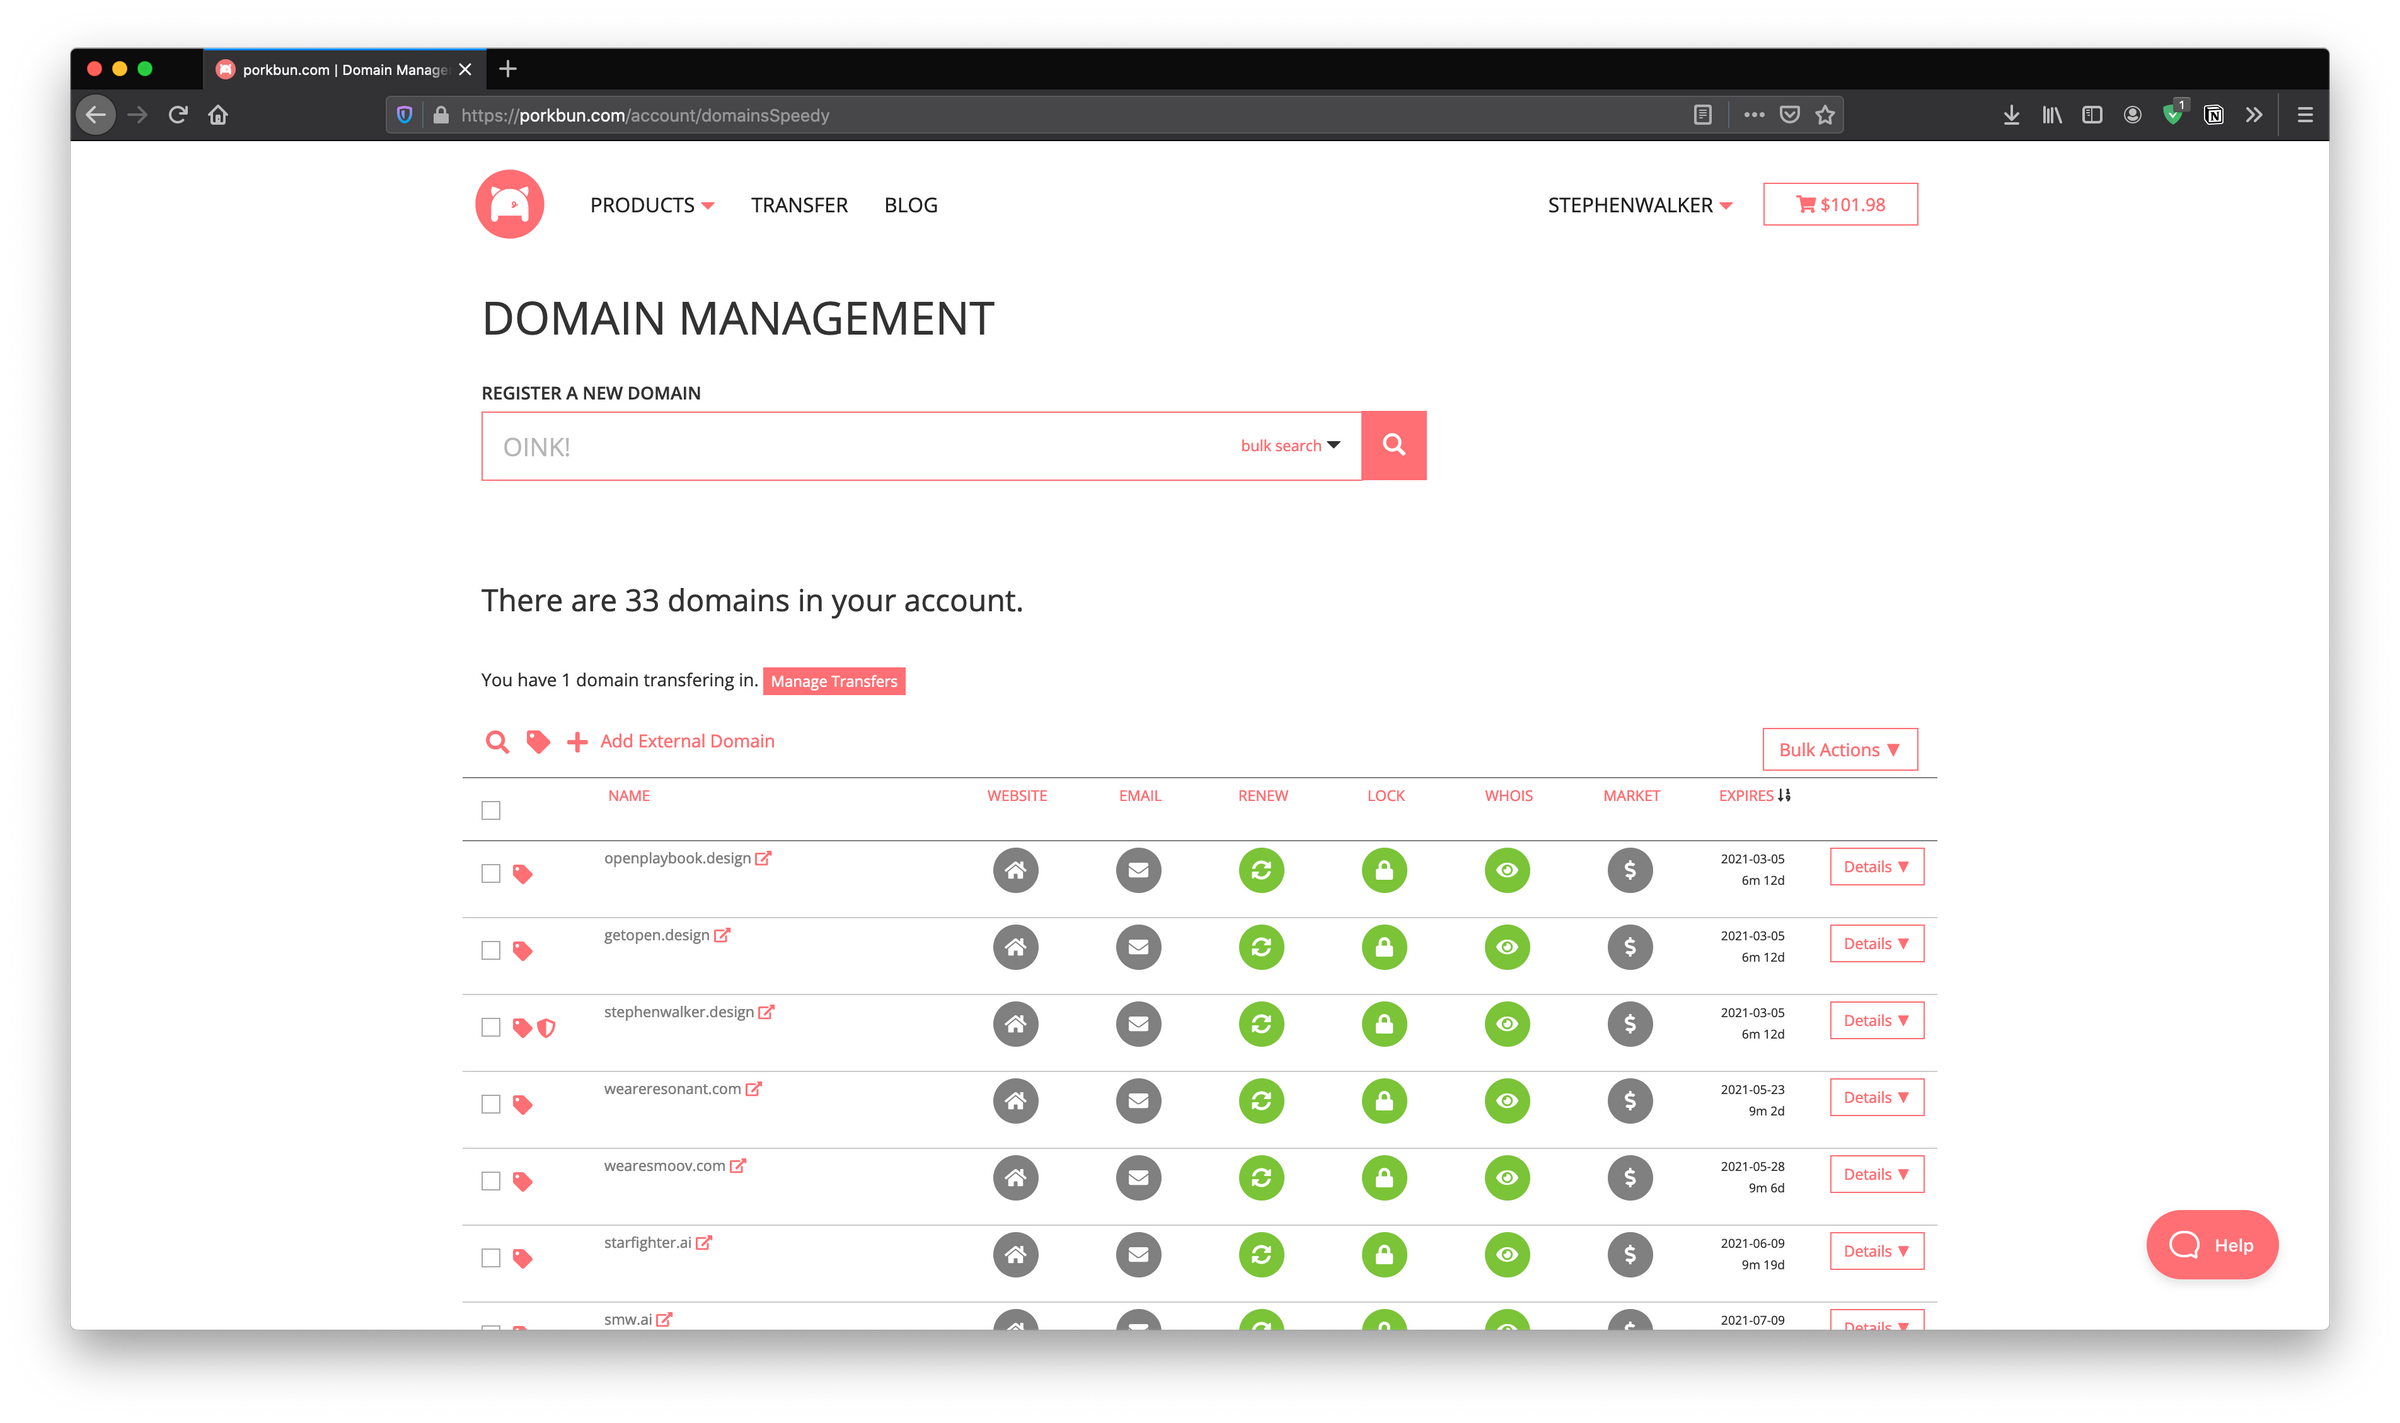 porkbun.com | Domain Manage
https://porkbun.com/account/domainsSpeedy
1
PRODUCTS TRANSFER BLOG STEPHENWALKER $101.98
DOMAIN MANAGEMENT
REGISTER A NEW DOMAIN
OINK! bulk search
There are 33 domains in your account.
You have 1 domain transfering in. Manage Transfers
Add External Domain Bulk Actions ▼
NAME WEBSITE EMAIL RENEW LOCK WHOIS MARKET EXPIRES
openplaybook.design 2021-03-05 Details ▼
6m 12d
getopen.design 2021-03-05 Details ▼
6m 12d
stephenwalker.design 2021-03-05 Details ▼
6m 12d
weareresonant.com 2021-05-23 Details ▼
9m 2d
wearesmoov.com 2021-05-28 Details ▼
9m 6d
starfighter.ai 2021-06-09 Details ▼
9m 19d
Help
smw.ai 2021-07-09 Details ▼